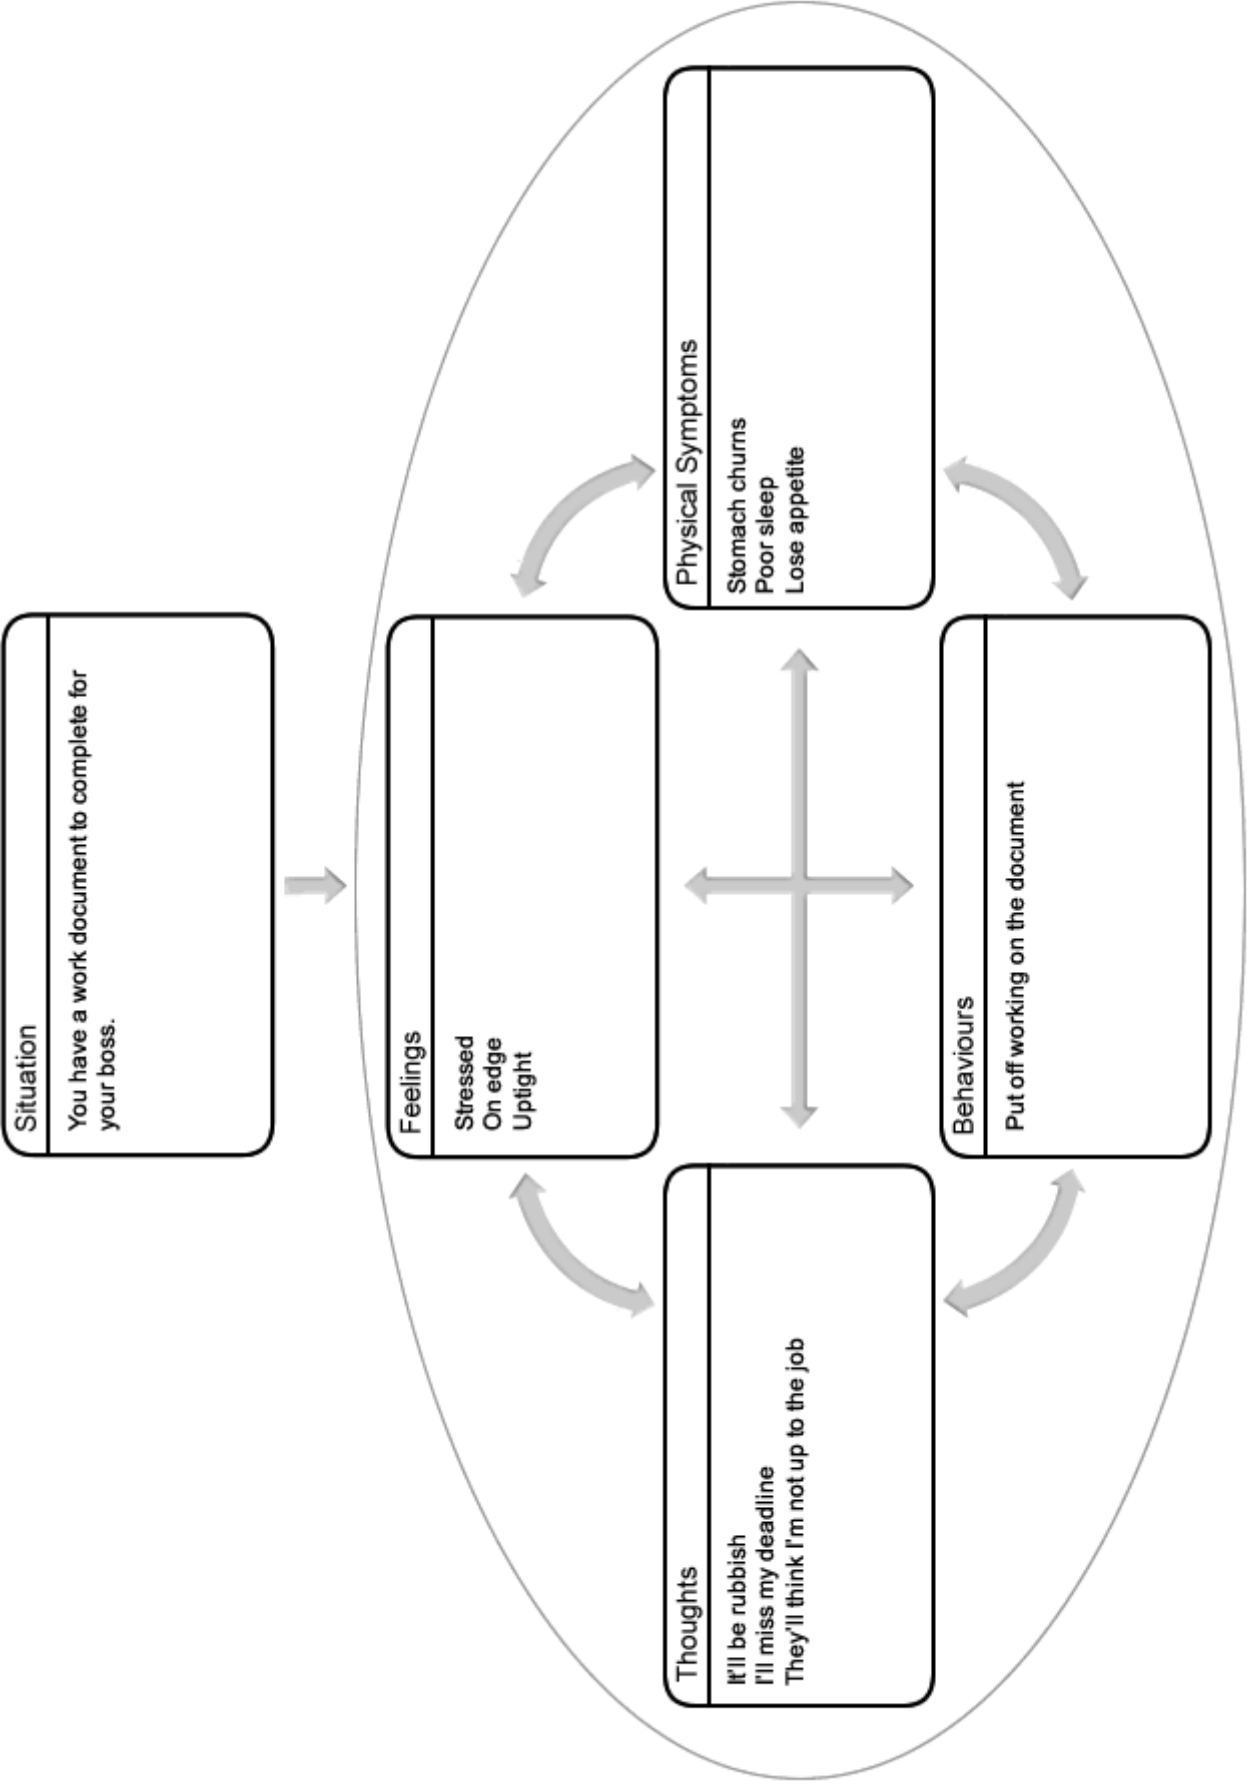 Situation
You have a work document to complete for
your boss.
Feelings
Stressed
On edge
Uptight
Thoughts
It'll be rubbish
I'll miss my deadline
They'll think I'm not up to the job
Physical Symptoms
Stomach churns
Poor sleep
Lose appetite
Behaviours
Put off working on the document